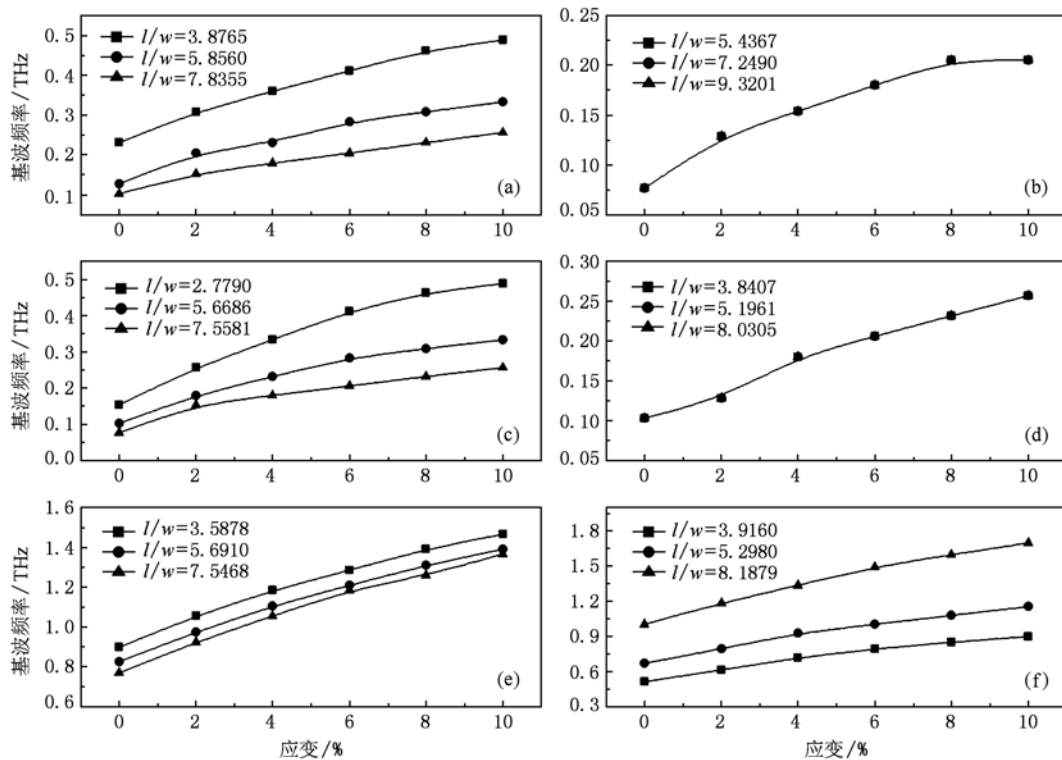 基波频率/THz
0.5
0.4
0.3
0.2
0.1
l/w=3.8765
l/w=5.8560
l/w=7.8355
(a)
0 2 4 6 8 10
0.25
0.20
0.15
0.10
0.05
l/w=5.4367
l/w=7.2490
l/w=9.3201
(b)
0 2 4 6 8 10
基波频率/THz
0.5
0.4
0.3
0.2
0.1
0.0
l/w=2.7790
l/w=5.6686
l/w=7.5581
(c)
0 2 4 6 8 10
0.30
0.25
0.20
0.15
0.10
0.05
l/w=3.8407
l/w=5.1961
l/w=8.0305
(d)
0 2 4 6 8 10
基波频率/THz
1.6
1.4
1.2
1.0
0.8
0.6
l/w=3.5878
l/w=5.6910
l/w=7.5468
(e)
0 2 4 6 8 10
应变/%
1.8
1.5
1.2
0.9
0.6
0.3
l/w=3.9160
l/w=5.2980
l/w=8.1879
(f)
0 2 4 6 8 10
应变/%